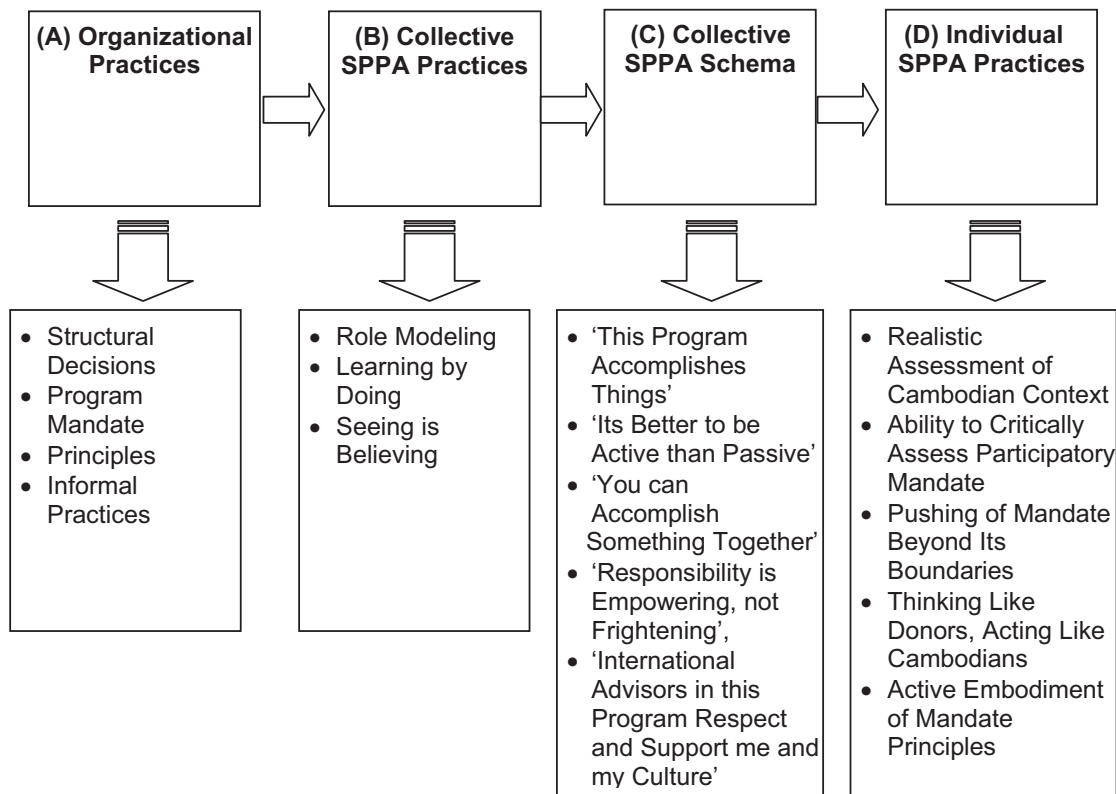 (A) Organizational
Practices
(B) Collective
SPPA Practices
(C) Collective
SPPA Schema
(D) Individual
SPPA Practices
• Structural
Decisions
• Program
Mandate
• Principles
• Informal
Practices
• Role Modeling
• Learning by
Doing
• Seeing is
Believing
• ‘This Program
Accomplishes
Things’
• ‘Its Better to be
Active than Passive’
• ‘You can
Accomplish
Something Together’
• ‘Responsibility is
Empowering, not
Frightening’,
• ‘International
Advisors in this
Program Respect
and Support me and
my Culture’
• Realistic
Assessment of
Cambodian Context
• Ability to Critically
Assess Participatory
Mandate
• Pushing of Mandate
Beyond Its
Boundaries
• Thinking Like
Donors, Acting Like
Cambodians
• Active Embodiment
of Mandate
Principles